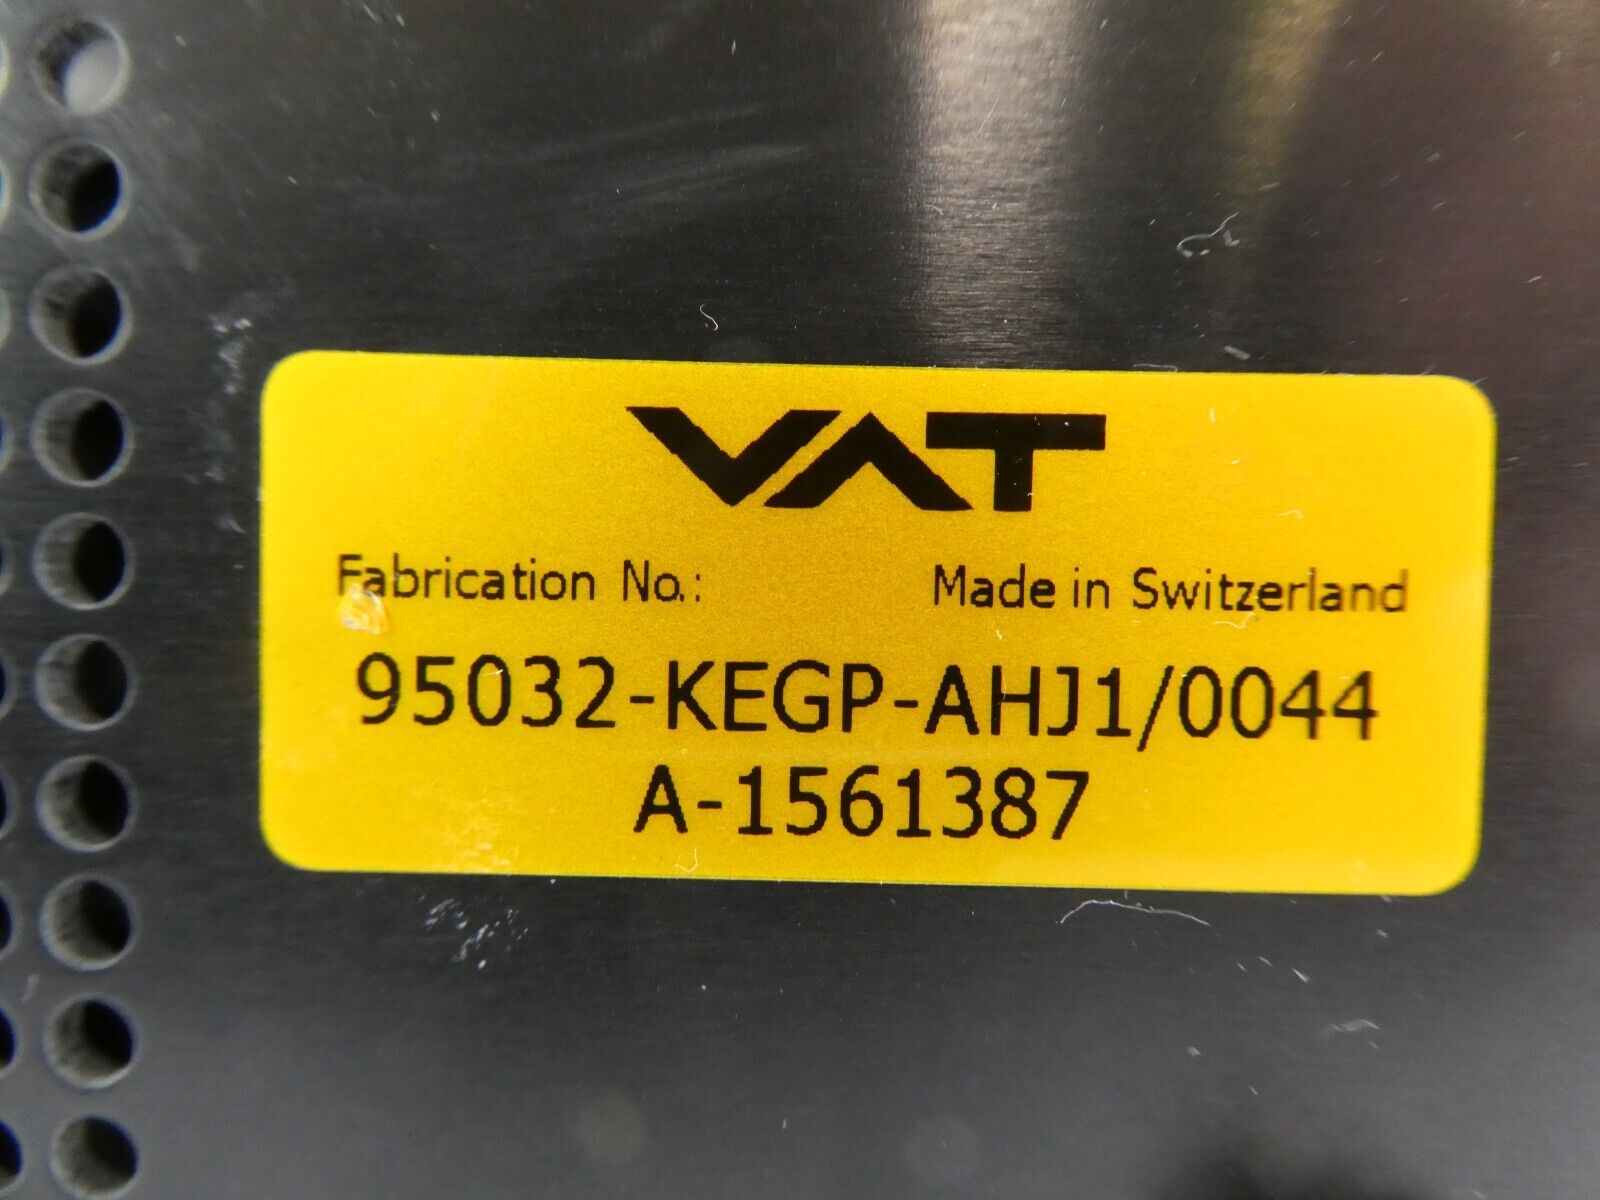 VAT
Fabrication No.: Made in Switzerland
95032-KEGP-AHJ1/0044
A-1561387